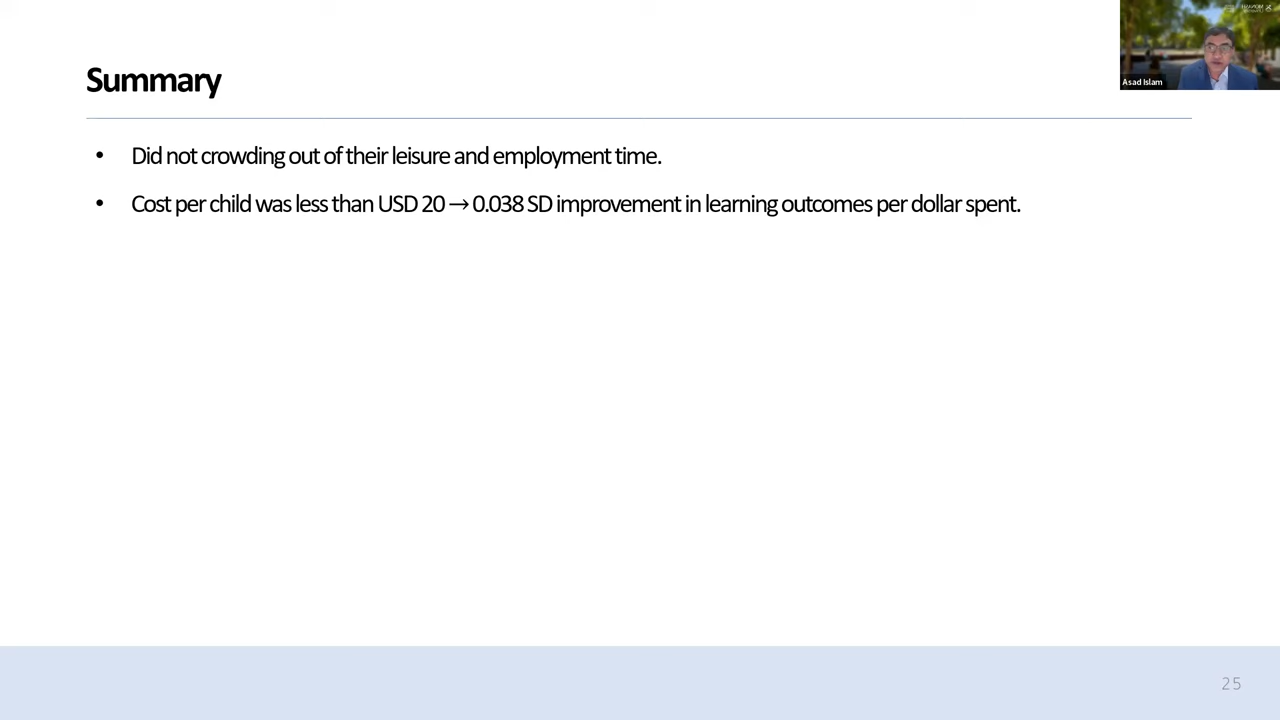 Summary
Asad Islam
• Did not crowding out of their leisure and employment time.
• Cost per child was less than USD 20 → 0.038 SD improvement in learning outcomes per dollar spent.
25